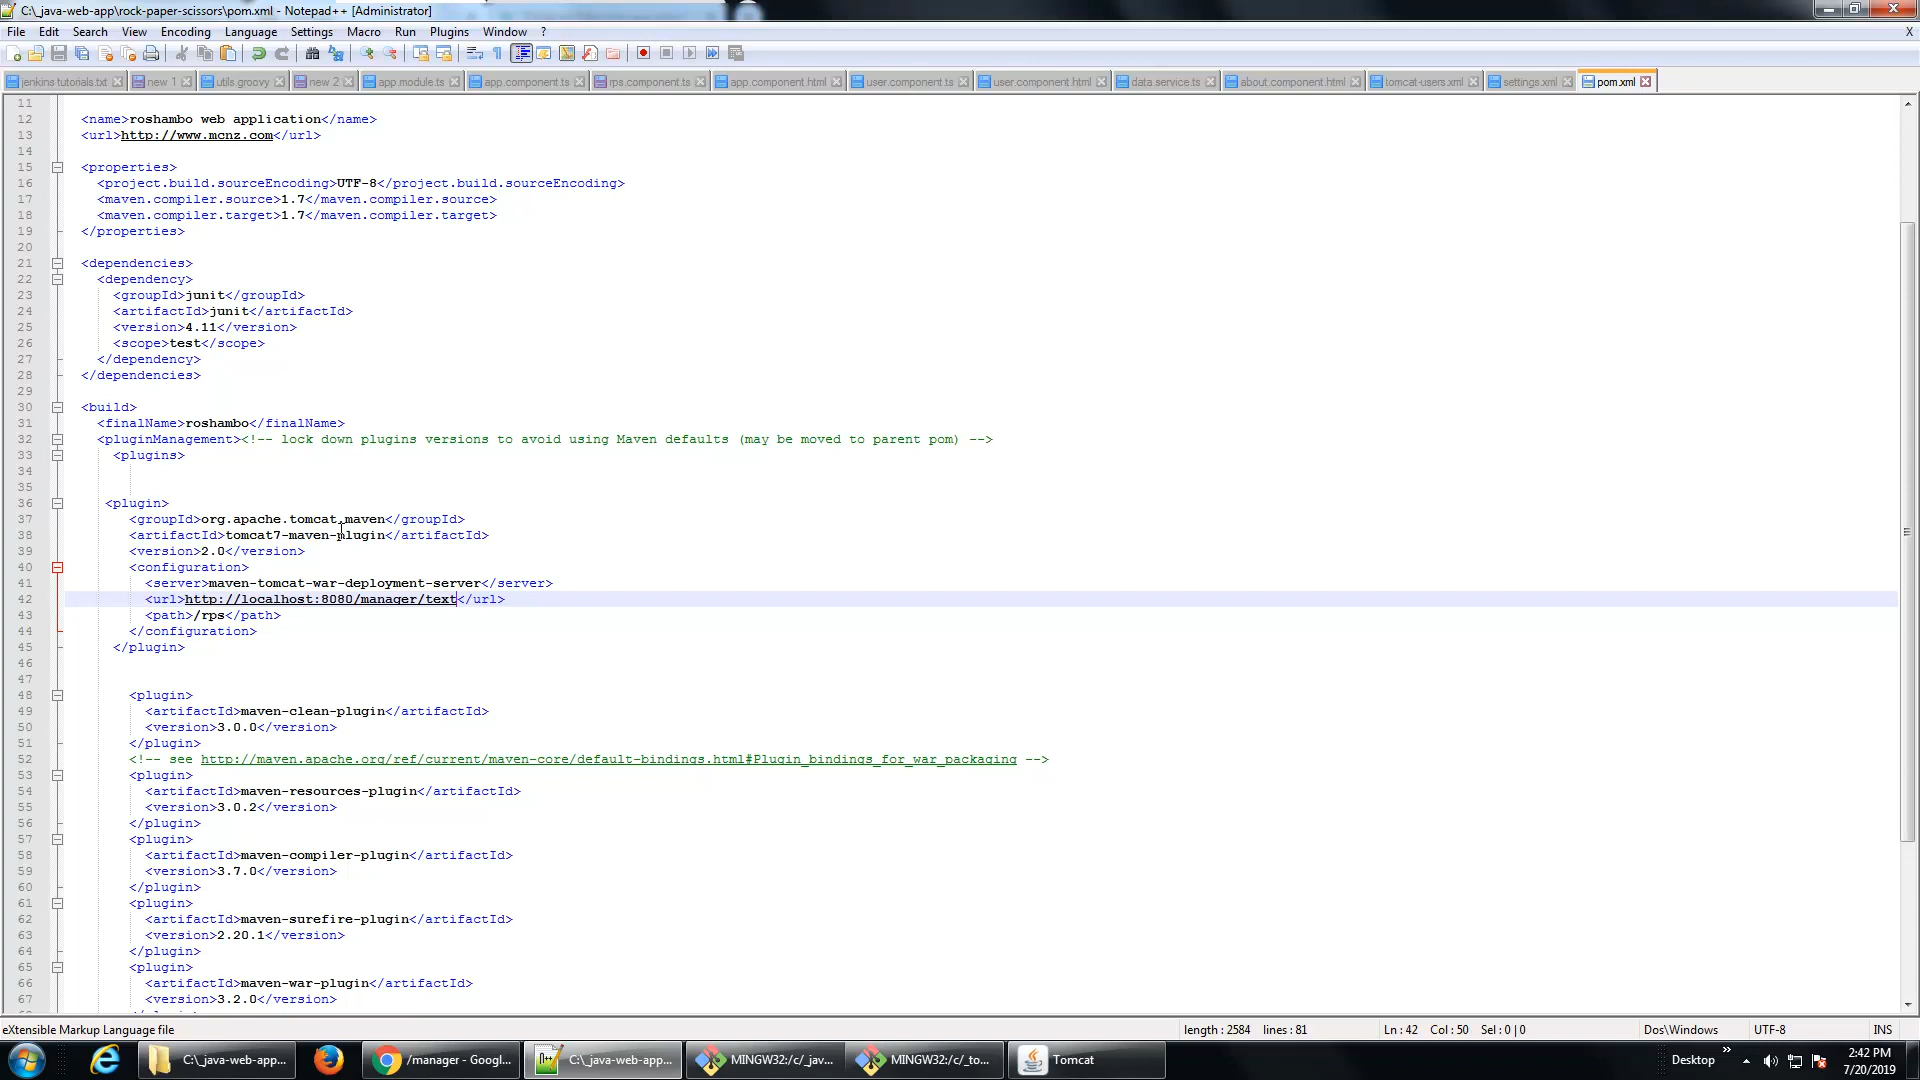 C:\_java-web-app\rock-paper-scissors\pom.xml - Notepad++ [Administrator]
File Edit Search View Encoding Language Settings Macro Run Plugins Window ? X
jenkins tutorials.txt new 1 utils.groovy new 2 app.module.ts app.component.ts rps.component.ts app.component.html user.component.ts user.component.html data.service.ts about.component.html tomcat-users.xml settings.xml pom.xml
11
12 <name>roshambo web application</name>
13 <url>http://www.mcnz.com</url>
14
15 <properties>
16 <project.build.sourceEncoding>UTF-8</project.build.sourceEncoding>
17 <maven.compiler.source>1.7</maven.compiler.source>
18 <maven.compiler.target>1.7</maven.compiler.target>
19 </properties>
20
21 <dependencies>
22 <dependency>
23 <groupId>junit</groupId>
24 <artifactId>junit</artifactId>
25 <version>4.11</version>
26 <scope>test</scope>
27 </dependency>
28 </dependencies>
29
30 <build>
31 <finalName>roshambo</finalName>
32 <pluginManagement><!-- lock down plugins versions to avoid using Maven defaults (may be moved to parent pom) -->
33 <plugins>
34
35
36 <plugin>
37 <groupId>org.apache.tomcat.maven</groupId>
38 <artifactId>tomcat7-maven-plugin</artifactId>
39 <version>2.0</version>
40 <configuration>
41 <server>maven-tomcat-war-deployment-server</server>
42 <url>http://localhost:8080/manager/text</url>
43 <path>/rps</path>
44 </configuration>
45 </plugin>
46
47
48 <plugin>
49 <artifactId>maven-clean-plugin</artifactId>
50 <version>3.0.0</version>
51 </plugin>
52 <!-- see http://maven.apache.org/ref/current/maven-core/default-bindings.html#Plugin_bindings_for_war_packaging -->
53 <plugin>
54 <artifactId>maven-resources-plugin</artifactId>
55 <version>3.0.2</version>
56 </plugin>
57 <plugin>
58 <artifactId>maven-compiler-plugin</artifactId>
59 <version>3.7.0</version>
60 </plugin>
61 <plugin>
62 <artifactId>maven-surefire-plugin</artifactId>
63 <version>2.20.1</version>
64 </plugin>
65 <plugin>
66 <artifactId>maven-war-plugin</artifactId>
67 <version>3.2.0</version>
eXtensible Markup Language file length : 2584 lines : 81 Ln : 42 Col : 50 Sel : 0 | 0 Dos\Windows UTF-8 INS
C:\_java-web-app... /manager - Googl... C:\_java-web-app... MINGW32:/c/_jav... MINGW32:/c/_to... Tomcat Desktop » 2:42 PM
7/20/2019